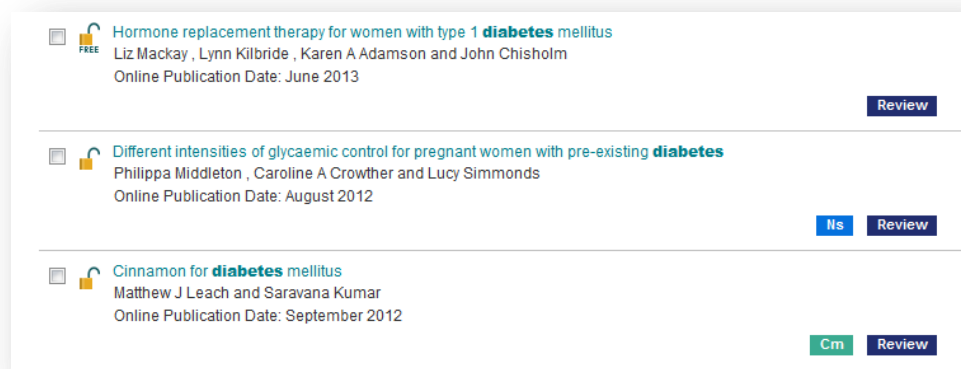 Hormone replacement therapy for women with type 1 diabetes mellitus
FREE
Liz Mackay , Lynn Kilbride , Karen A Adamson and John Chisholm
Online Publication Date: June 2013
Review
Different intensities of glycaemic control for pregnant women with pre-existing diabetes
Philippa Middleton , Caroline A Crowther and Lucy Simmonds
Online Publication Date: August 2012
Ns Review
Cinnamon for diabetes mellitus
Matthew J Leach and Saravana Kumar
Online Publication Date: September 2012
Cm Review